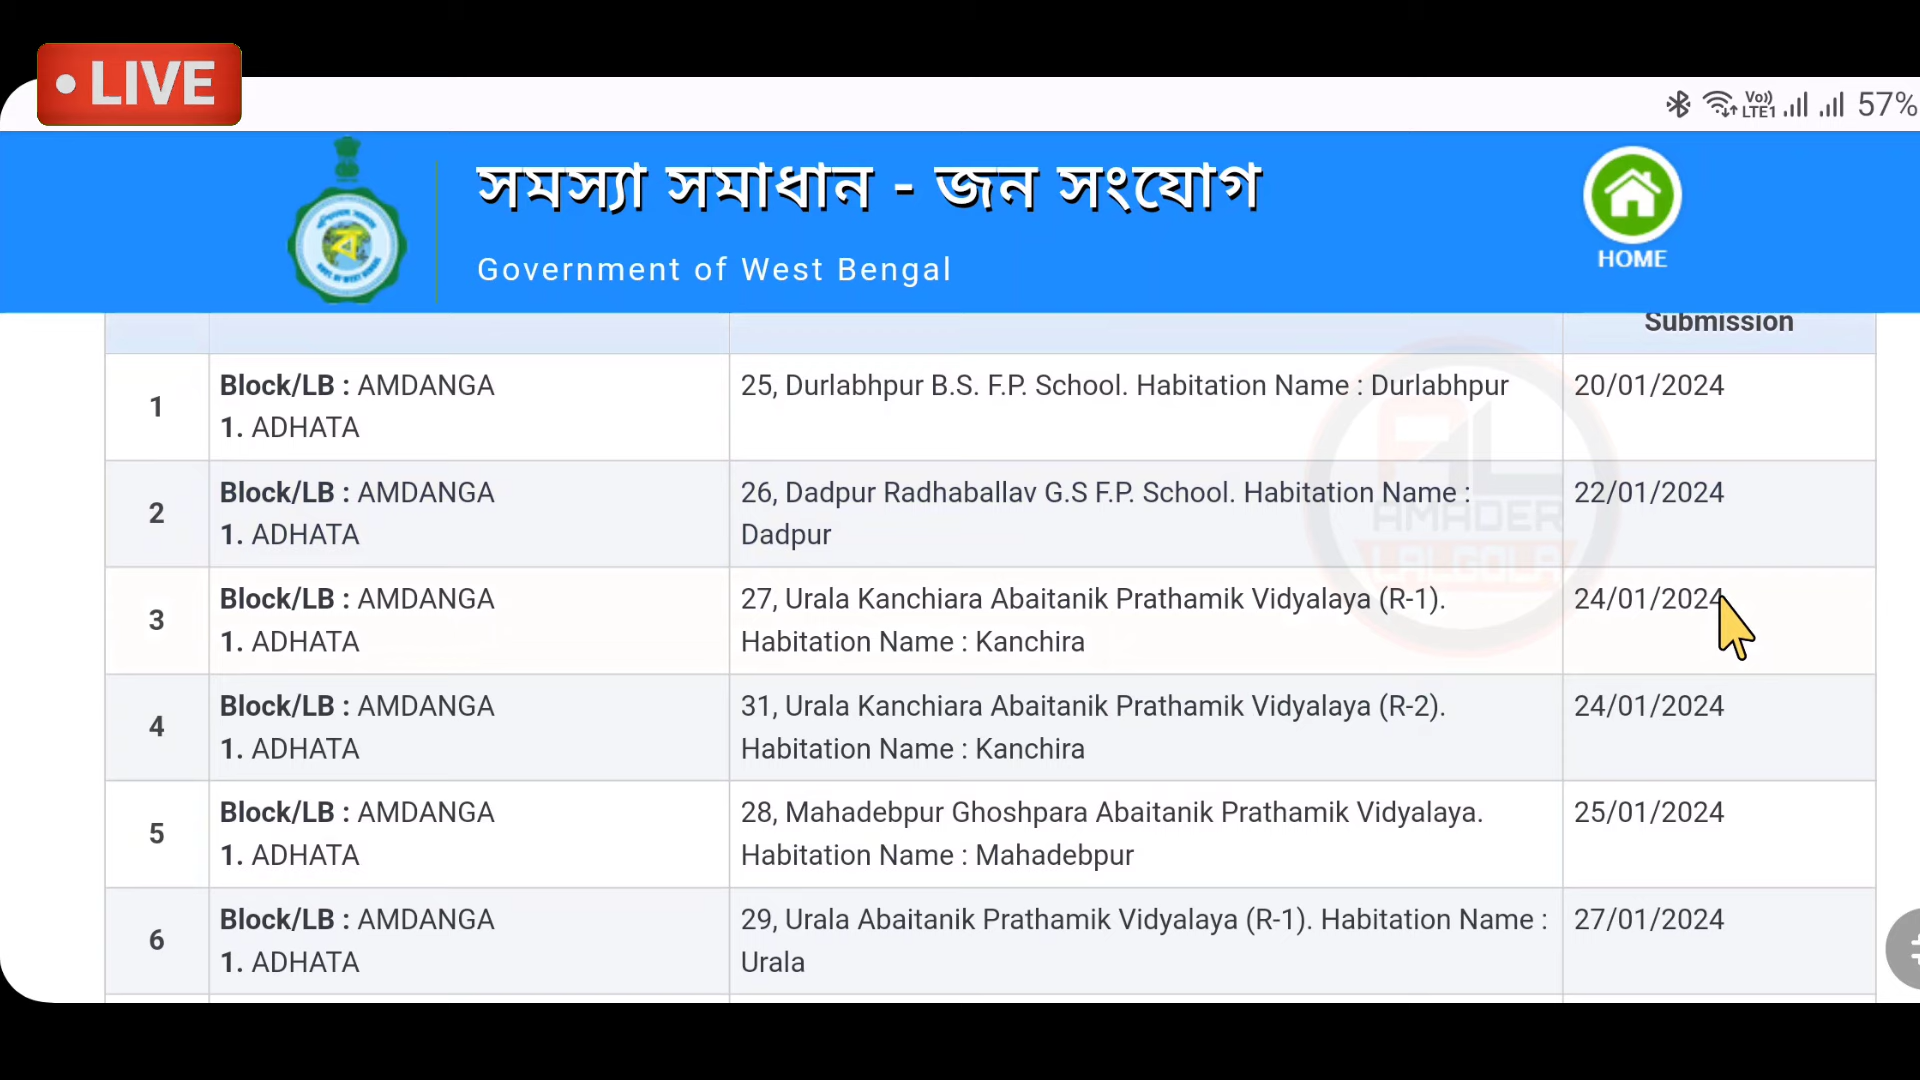 LIVE
Vo)
LTE1
57%
সমস্যা সমাধান - জন সংযোগ
Government of West Bengal
HOME
Submission
1
Block/LB : AMDANGA
1. ADHATA
25, Durlabhpur B.S. F.P. School. Habitation Name : Durlabhpur
20/01/2024
2
Block/LB : AMDANGA
1. ADHATA
26, Dadpur Radhaballav G.S F.P. School. Habitation Name :
Dadpur
22/01/2024
3
Block/LB : AMDANGA
1. ADHATA
27, Urala Kanchiara Abaitanik Prathamik Vidyalaya (R-1).
Habitation Name : Kanchira
24/01/2024
4
Block/LB : AMDANGA
1. ADHATA
31, Urala Kanchiara Abaitanik Prathamik Vidyalaya (R-2).
Habitation Name : Kanchira
24/01/2024
5
Block/LB : AMDANGA
1. ADHATA
28, Mahadebpur Ghoshpara Abaitanik Prathamik Vidyalaya.
Habitation Name : Mahadebpur
25/01/2024
6
Block/LB : AMDANGA
1. ADHATA
29, Urala Abaitanik Prathamik Vidyalaya (R-1). Habitation Name :
Urala
27/01/2024
AMADER
LALGOLA